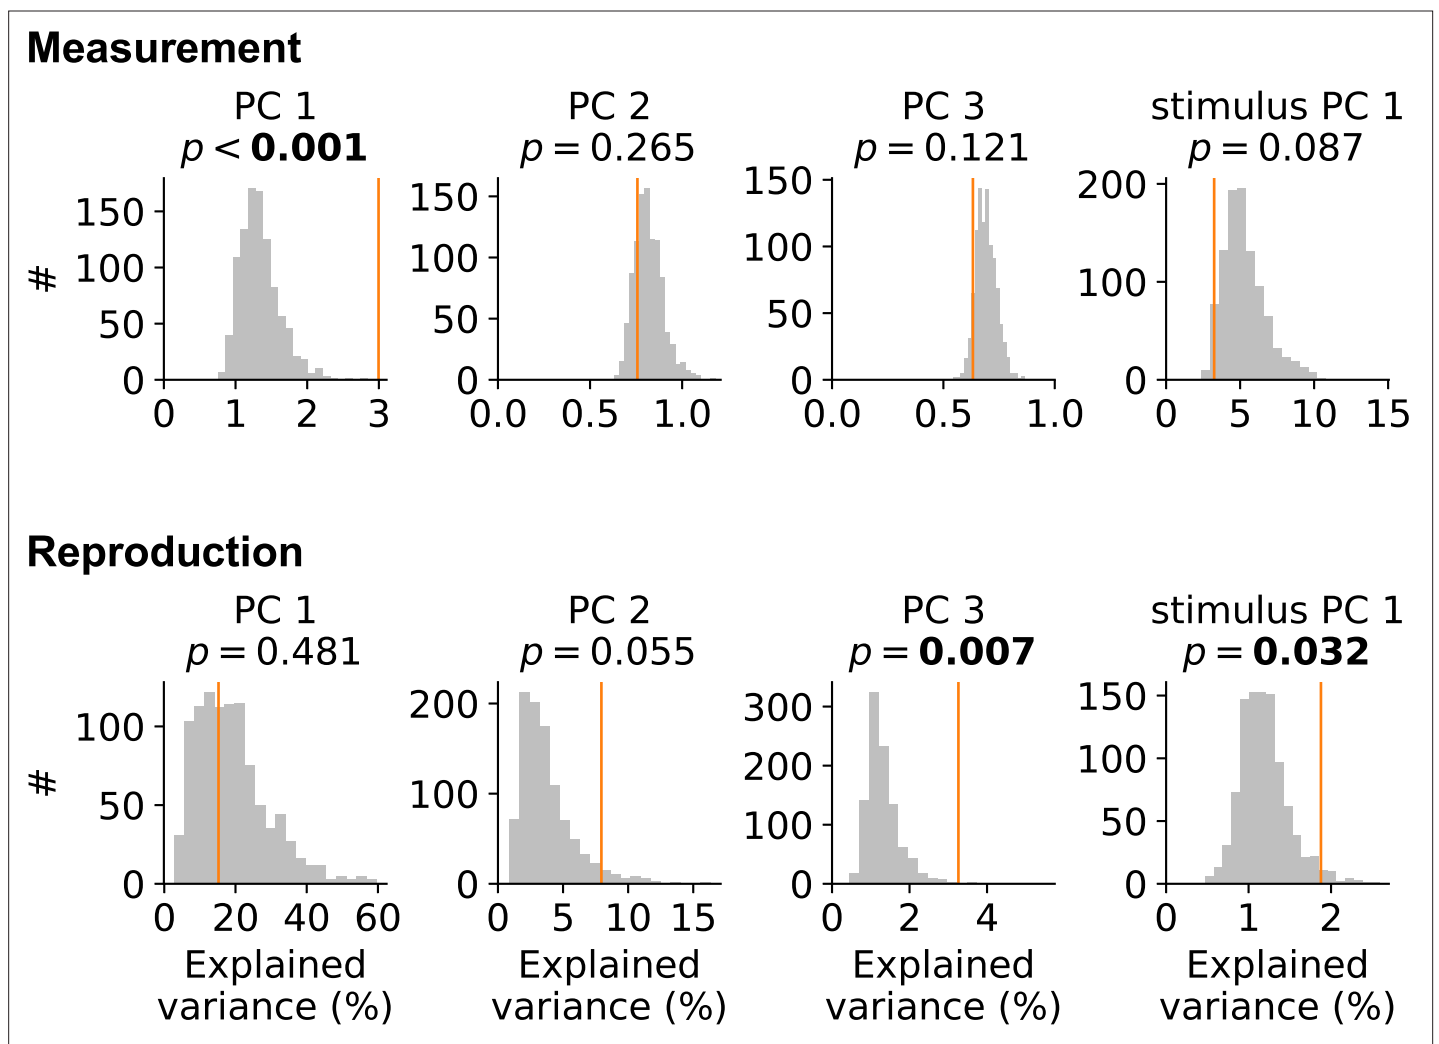 Measurement
PC 1
p < 0.001
PC 2
p = 0.265
PC 3
p = 0.121
stimulus PC 1
p = 0.087
#
150
100
50
0
0 1 2 3
150
100
50
0
0.0 0.5 1.0
150
100
50
0
0.0 0.5 1.0
200
100
0
0 5 10 15
Reproduction
PC 1
p = 0.481
PC 2
p = 0.055
PC 3
p = 0.007
stimulus PC 1
p = 0.032
#
100
50
0
0 20 40 60
Explained
variance (%)
200
100
0
0 5 10 15
Explained
variance (%)
300
200
100
0
0 2 4
Explained
variance (%)
150
100
50
0
0 1 2
Explained
variance (%)